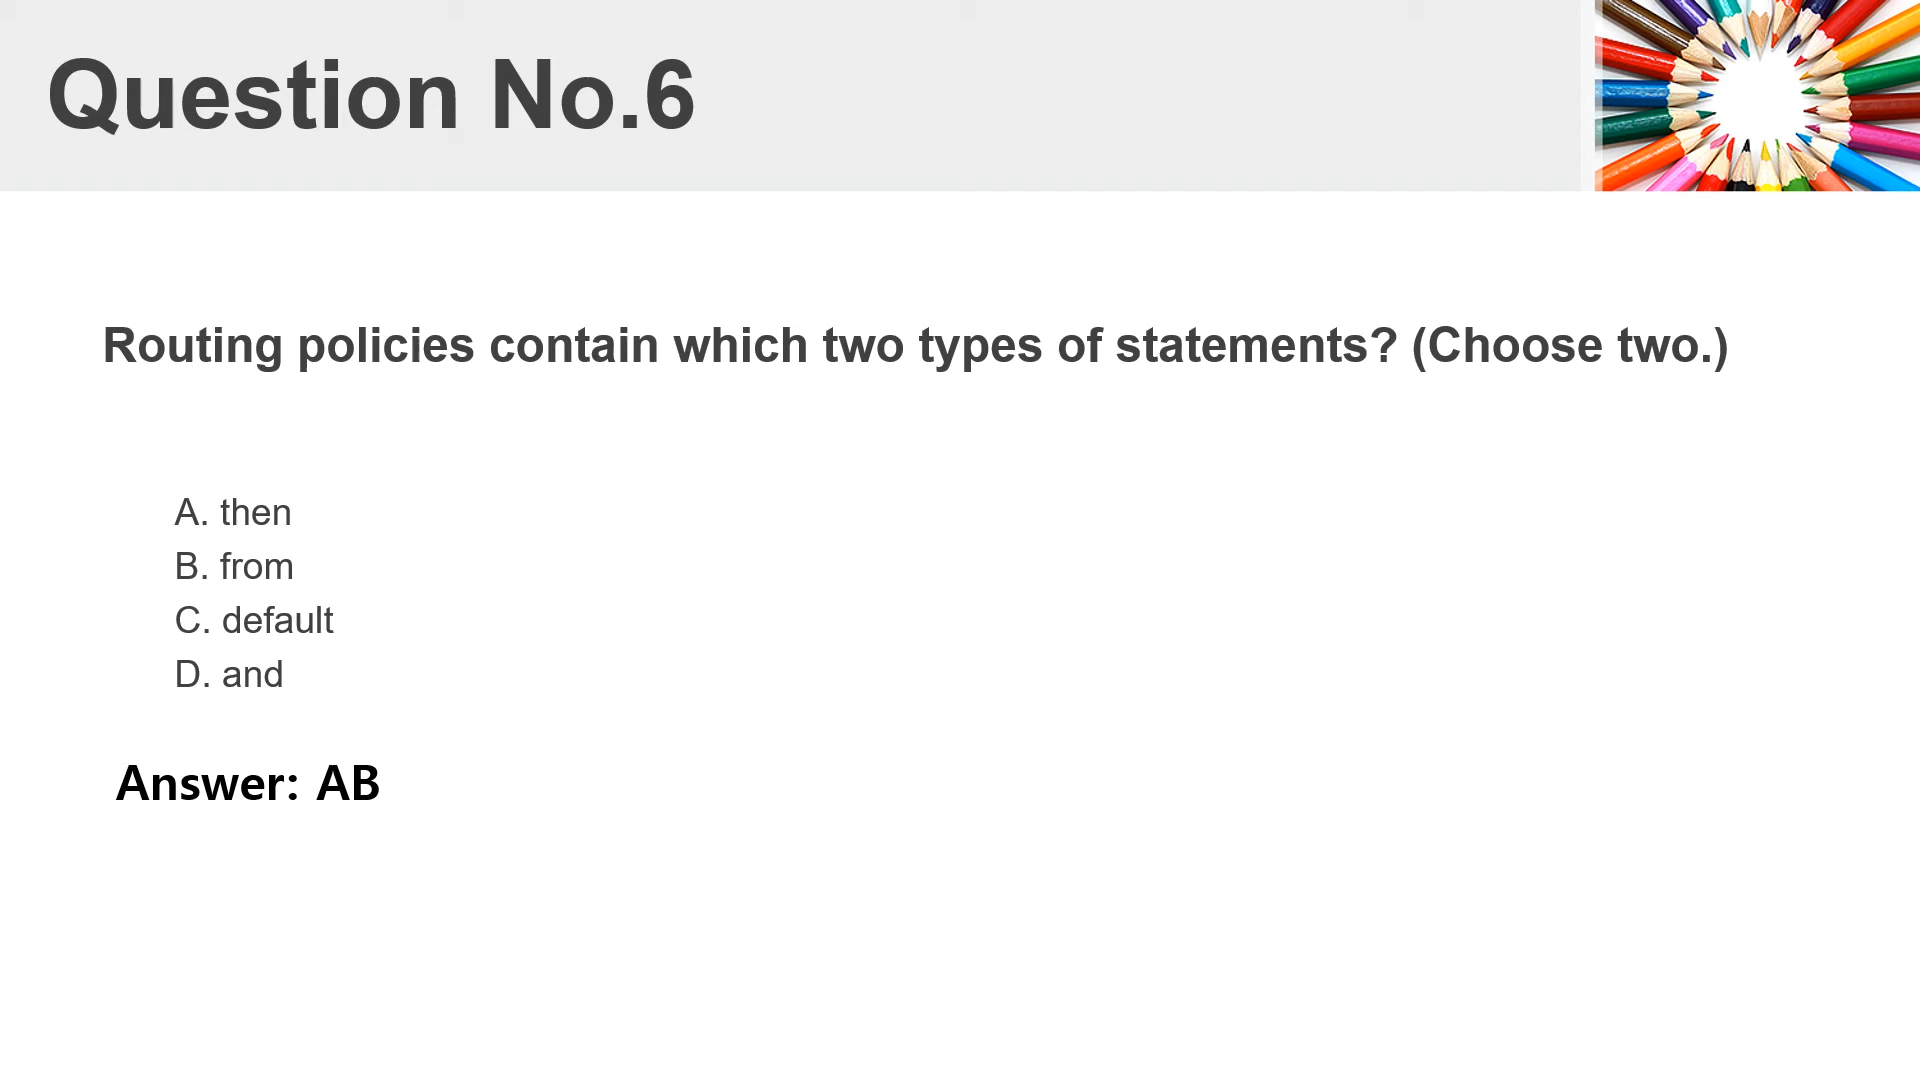 Question No.6
Routing policies contain which two types of statements? (Choose two.)
A. then
B. from
C. default
D. and
Answer: AB